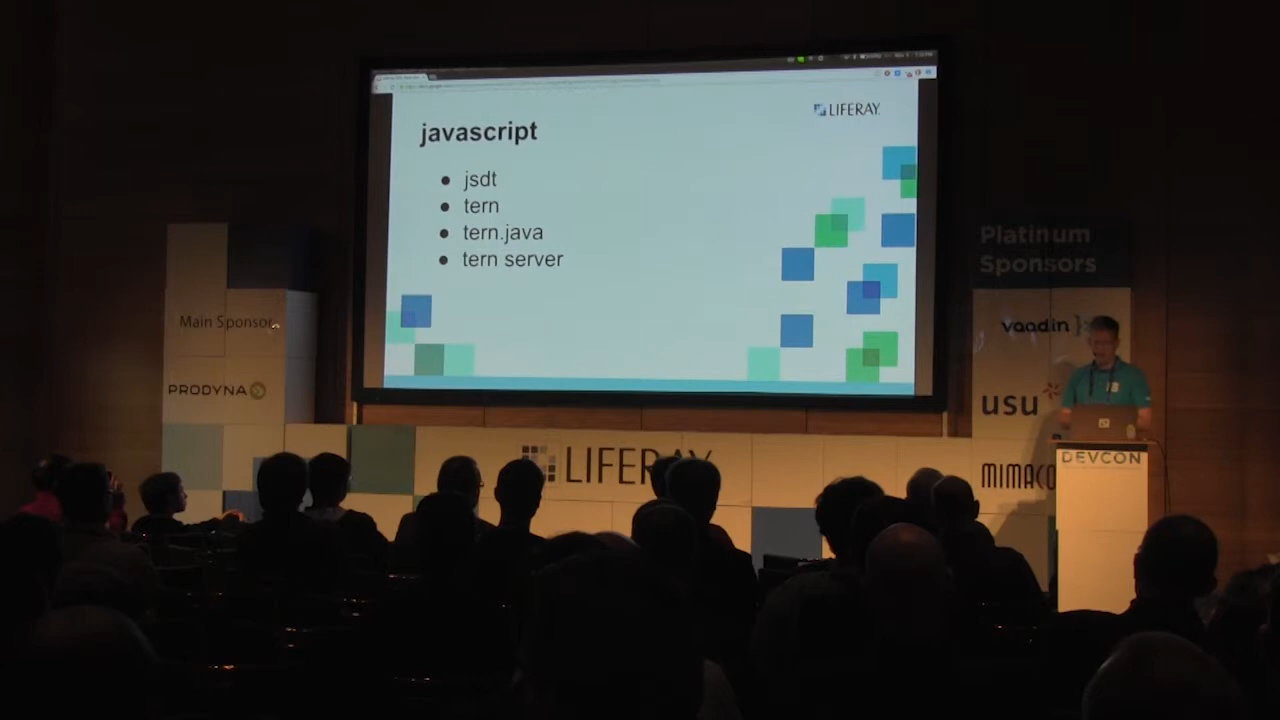 LIFERAY
javascript
jsdt
tern
tern.java
tern server
Platinum
Sponsors
Main Sponsor
vaadin }>
PRODYNA
usu
LIFERAY
DEVCON
MIMACO